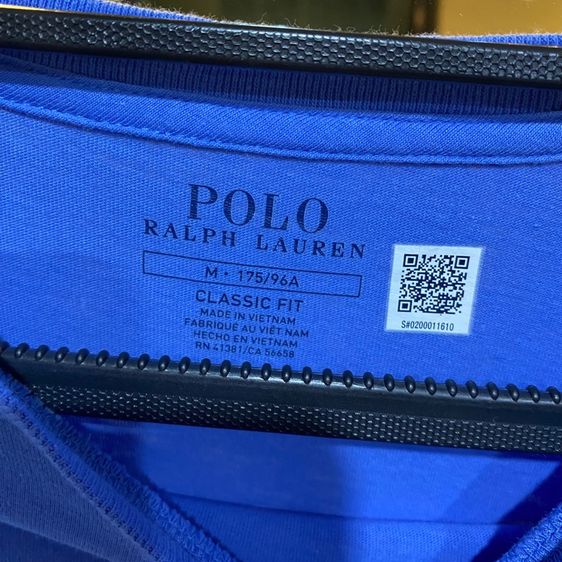 POLO
RALPH LAUREN
M • 175/96A
CLASSIC FIT
MADE IN VIETNAM
FABRIQUÉ AU VIÊT NAM
HECHO EN VIETNAM
RN 41381/CA 56658
S#0200011610